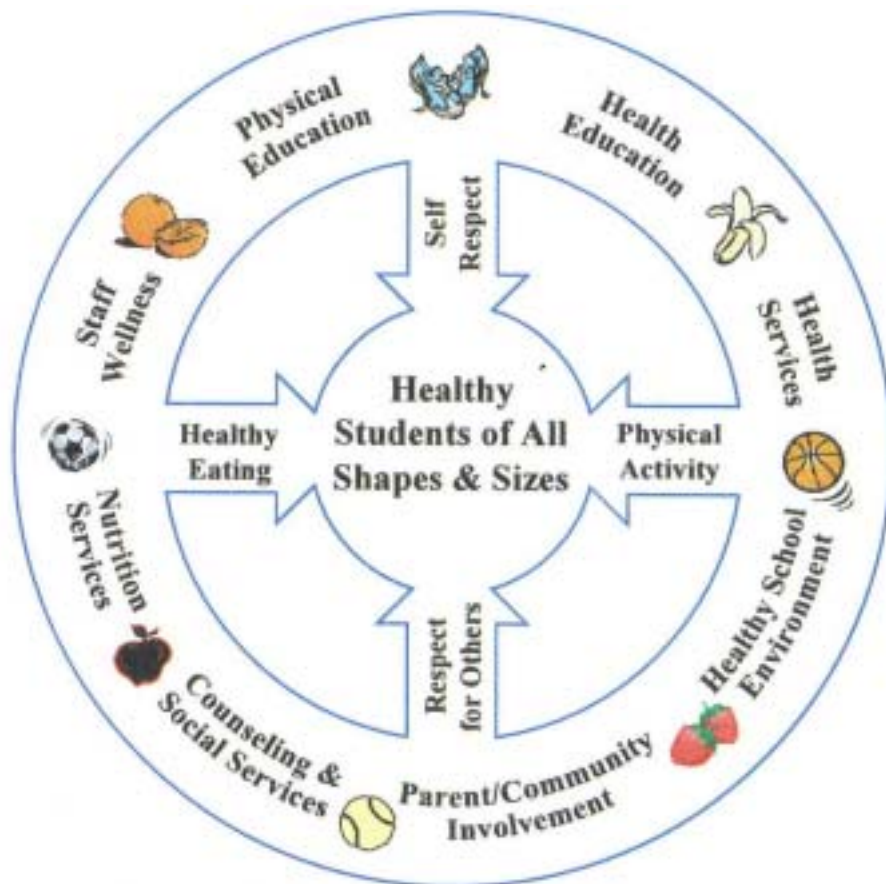 Physical
Education
Health
Education
Health
Services
Healthy School
Environment
Parent/Community
Involvement
Counseling &
Social Services
Nutrition
Services
Staff
Wellness
Self
Respect
Physical
Activity
Respect
for Others
Healthy
Eating
Healthy
Students of All
Shapes & Sizes